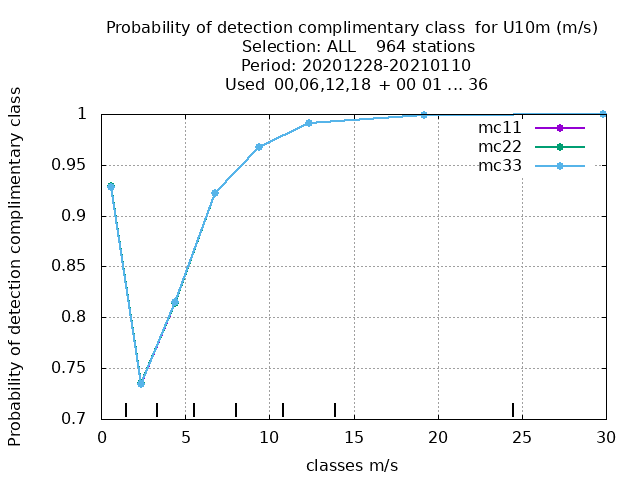 Probability of detection complimentary class  for U10m (m/s)
Selection: ALL    964 stations
Period: 20201228-20210110
Used  00,06,12,18  + 00 01 ... 36
Probability of detection complimentary class
1
0.95
0.9
0.85
0.8
0.75
0.7
mc11
mc22
mc33
0 5 10 15 20 25 30
classes m/s